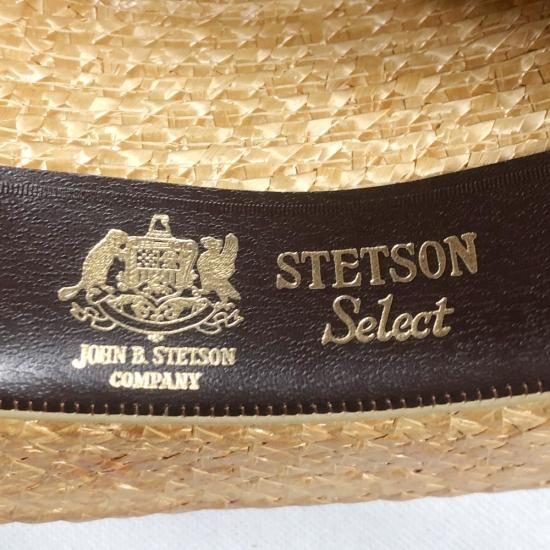 JOHN B. STETSON
COMPANY
STETSON
Select